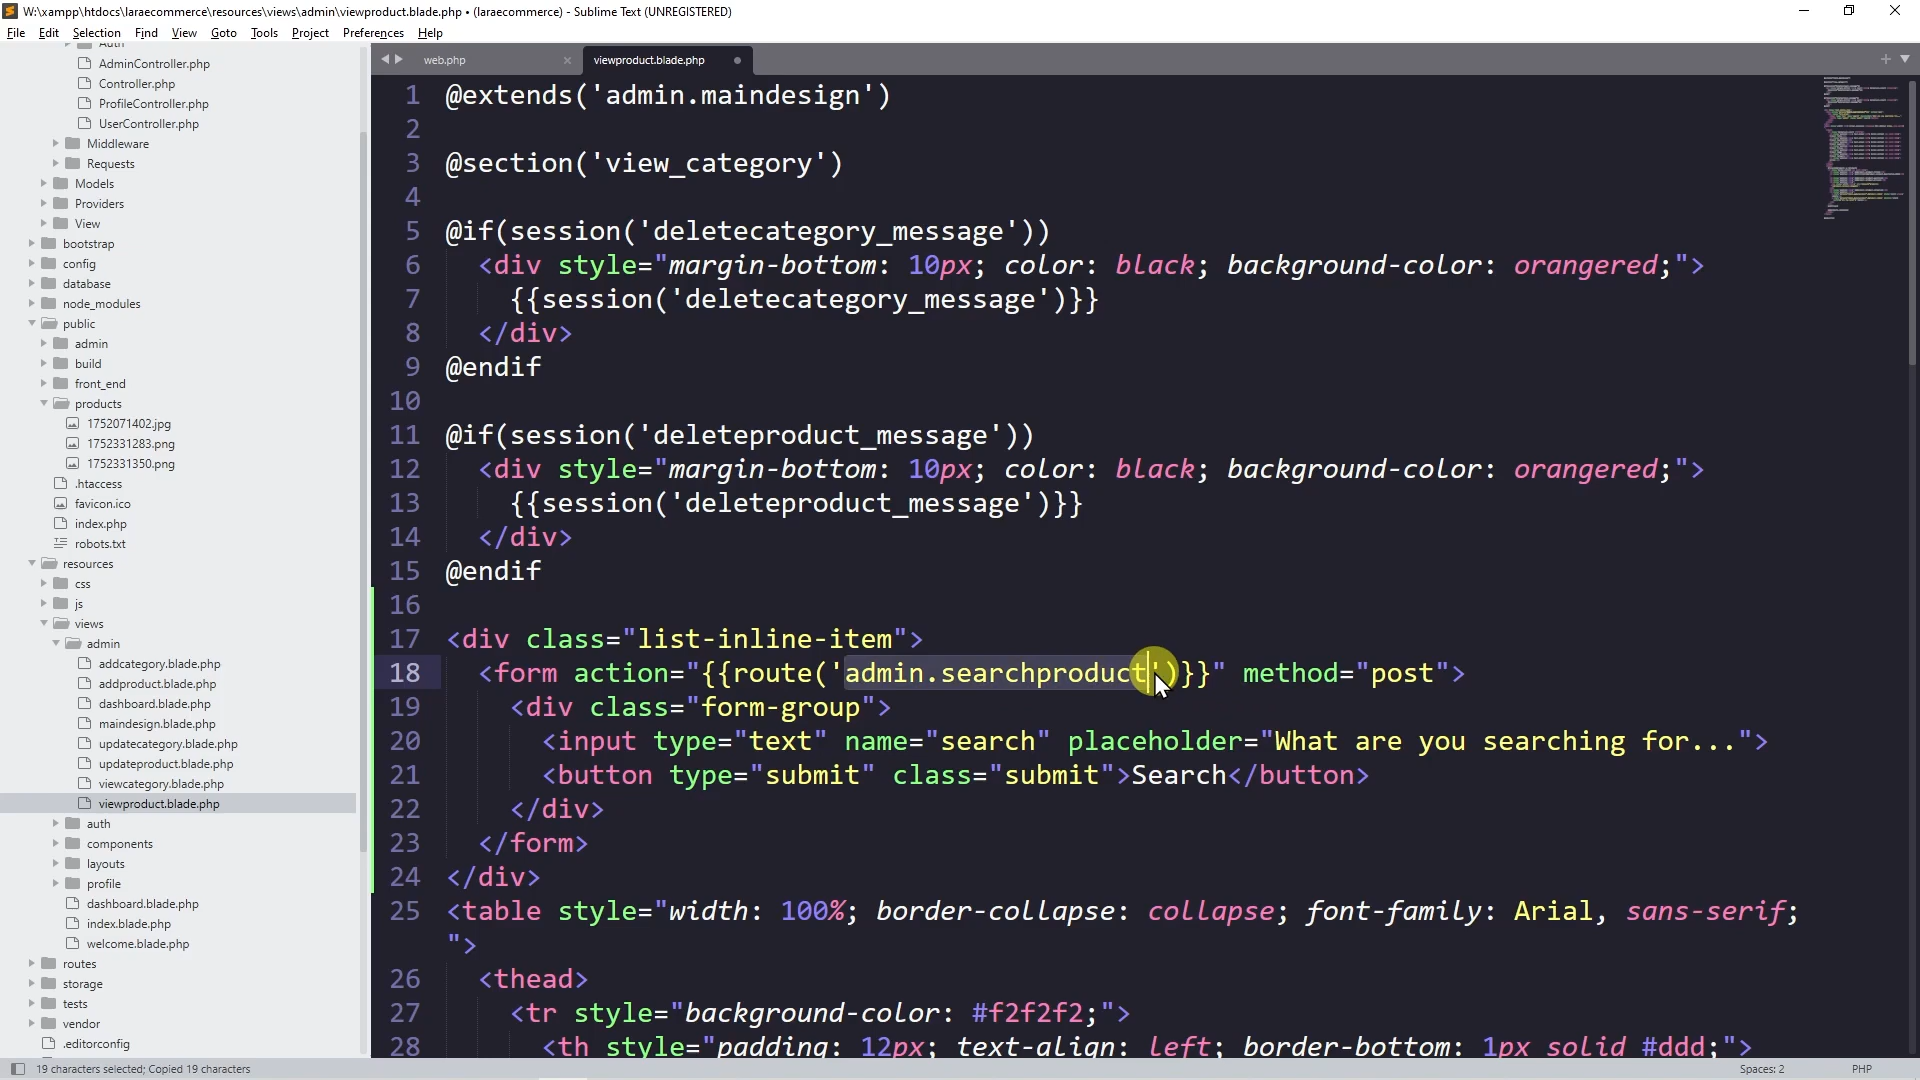 W:\xampp\htdocs\laraecommerce\resources\views\admin\viewproduct.blade.php • (laraecommerce) - Sublime Text (UNREGISTERED)
File Edit Selection Find View Goto Tools Project Preferences Help
Auth
AdminController.php
Controller.php
ProfileController.php
UserController.php
Middleware
Requests
Models
Providers
View
bootstrap
config
database
node_modules
public
admin
build
front_end
products
1752071402.jpg
1752331283.png
1752331350.png
.htaccess
favicon.ico
index.php
robots.txt
resources
css
js
views
admin
addcategory.blade.php
addproduct.blade.php
dashboard.blade.php
maindesign.blade.php
updatecategory.blade.php
updateproduct.blade.php
viewcategory.blade.php
viewproduct.blade.php
auth
components
layouts
profile
dashboard.blade.php
index.blade.php
welcome.blade.php
routes
storage
tests
vendor
.editorconfig
web.php
viewproduct.blade.php
1 @extends('admin.maindesign')
2
3 @section('view_category')
4
5 @if(session('deletecategory_message'))
6 <div style="margin-bottom: 10px; color: black; background-color: orangered;">
7 {{session('deletecategory_message')}}
8 </div>
9 @endif
10
11 @if(session('deleteproduct_message'))
12 <div style="margin-bottom: 10px; color: black; background-color: orangered;">
13 {{session('deleteproduct_message')}}
14 </div>
15 @endif
16
17 <div class="list-inline-item">
18 <form action="{{route('admin.searchproduct')}}" method="post">
19 <div class="form-group">
20 <input type="text" name="search" placeholder="What are you searching for...">
21 <button type="submit" class="submit">Search</button>
22 </div>
23 </form>
24 </div>
25 <table style="width: 100%; border-collapse: collapse; font-family: Arial, sans-serif;
">
26 <thead>
27 <tr style="background-color: #f2f2f2;">
28 <th style="padding: 12px; text-align: left; border-bottom: 1px solid #ddd;">
19 characters selected; Copied 19 characters
Spaces: 2
PHP